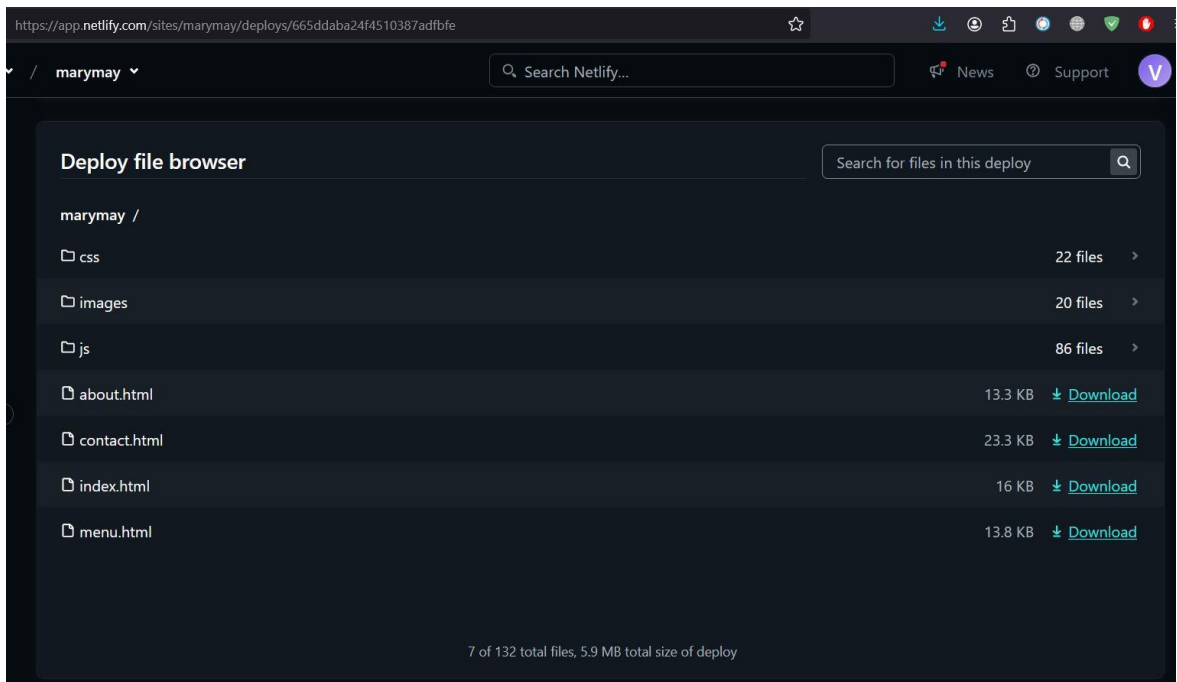 https://app.netlify.com/sites/marymay/deploys/665ddaba24f4510387adfbfe
/ marymay Search Netlify... News Support V
Deploy file browser Search for files in this deploy
marymay /
css 22 files
images 20 files
js 86 files
about.html 13.3 KB Download
contact.html 23.3 KB Download
index.html 16 KB Download
menu.html 13.8 KB Download
7 of 132 total files, 5.9 MB total size of deploy